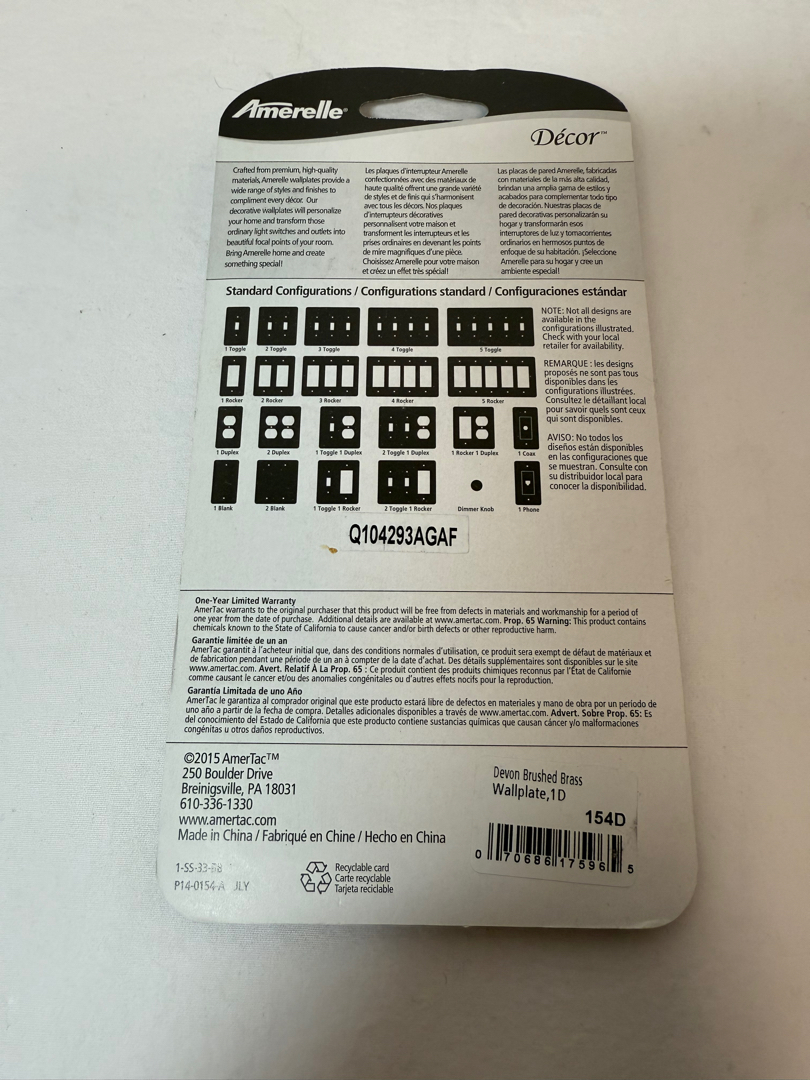 Amerelle®
Décor™
Crafted from premium, high-quality
materials, Amerelle wallplates provide a
wide range of styles and finishes to
compliment every décor. Our
decorative wallplates will personalize
your home and transform those
ordinary light switches and outlets into
beautiful focal points of your room.
Bring Amerelle home and create
something special!
Les plaques d'interrupteur Amerelle
confectionnées avec des matériaux de
haute qualité offrent une grande variété
de styles et de finis qui s'harmonisent
avec tous les décors. Nos plaques
d'interrupteurs décoratives
personnalisent votre maison et
transforment les interrupteurs et les
prises ordinaires en devenant les points
de mire magnifiques d'une pièce.
Choisissez Amerelle pour votre maison
et créez un effet très spécial!
Las placas de pared Amerelle, fabricadas
con materiales de la más alta calidad,
brindan una amplia gama de estilos y
acabados para complementar todo tipo
de decoración. Nuestras placas de
pared decorativas personalizarán su
hogar y transformarán esos
interruptores de luz y tomacorrientes
ordinarios en hermosos puntos de
enfoque de su habitación. ¡Seleccione
Amerelle para su hogar y cree un
ambiente especial!
Standard Configurations / Configurations standard / Configuraciones estándar
1 Toggle 2 Toggle 3 Toggle 4 Toggle 5 Toggle
1 Rocker 2 Rocker 3 Rocker 4 Rocker 5 Rocker
1 Duplex 2 Duplex 1 Toggle 1 Duplex 2 Toggle 1 Duplex 1 Rocker 1 Duplex 1 Coax
1 Blank 2 Blank 1 Toggle 1 Rocker 2 Toggle 1 Rocker Dimmer Knob 1 Phone
NOTE: Not all designs are
available in the
configurations illustrated.
Check with your local
retailer for availability.
REMARQUE : les designs
proposés ne sont pas tous
disponibles dans les
configurations illustrées.
Consultez le détaillant local
pour savoir quels sont ceux
qui sont disponibles.
AVISO: No todos los
diseños están disponibles
en las configuraciones que
se muestran. Consulte con
su distribuidor local para
conocer la disponibilidad.
Q104293AGAF
One-Year Limited Warranty
AmerTac warrants to the original purchaser that this product will be free from defects in materials and workmanship for a period of
one year from the date of purchase. Additional details are available at www.amertac.com. Prop. 65 Warning: This product contains
chemicals known to the State of California to cause cancer and/or birth defects or other reproductive harm.
Garantie limitée de un an
AmerTac garantit à l'acheteur initial que, dans des conditions normales d'utilisation, ce produit sera exempt de défaut de matériaux et
de fabrication pendant une période de un an à compter de la date d'achat. Des détails supplémentaires sont disponibles sur le site
www.amertac.com. Avert. Relatif À La Prop. 65 : Ce produit contient des produits chimiques reconnus par l'État de Californie
comme causant le cancer et/ou des anomalies congénitales ou d'autres effets nocifs pour la reproduction.
Garantía Limitada de uno Año
AmerTac le garantiza al comprador original que este producto estará libre de defectos en materiales y mano de obra por un periodo de
uno año a partir de la fecha de compra. Detalles adicionales disponibles a través de www.amertac.com. Advert. Sobre Prop. 65: Es
del conocimiento del Estado de California que este producto contiene sustancias químicas que causan cáncer y/o malformaciones
congénitas u otros daños reproductivos.
©2015 AmerTac™
250 Boulder Drive
Breinigsville, PA 18031
610-336-1330
www.amertac.com
Made in China / Fabriqué en Chine / Hecho en China
Recyclable card
Carte recyclable
Tarjeta reciclable
Devon Brushed Brass
Wallplate,1D
154D
0 70686 17596 5